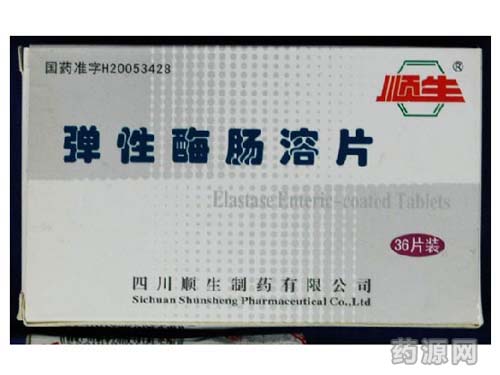 国药准字H20053428
顺生®
弹性酶肠溶片
Elastase Enteric-coated Tablets
36片装
四川顺生制药有限公司
Sichuan Shunsheng Pharmaceutical Co.,Ltd
药源网